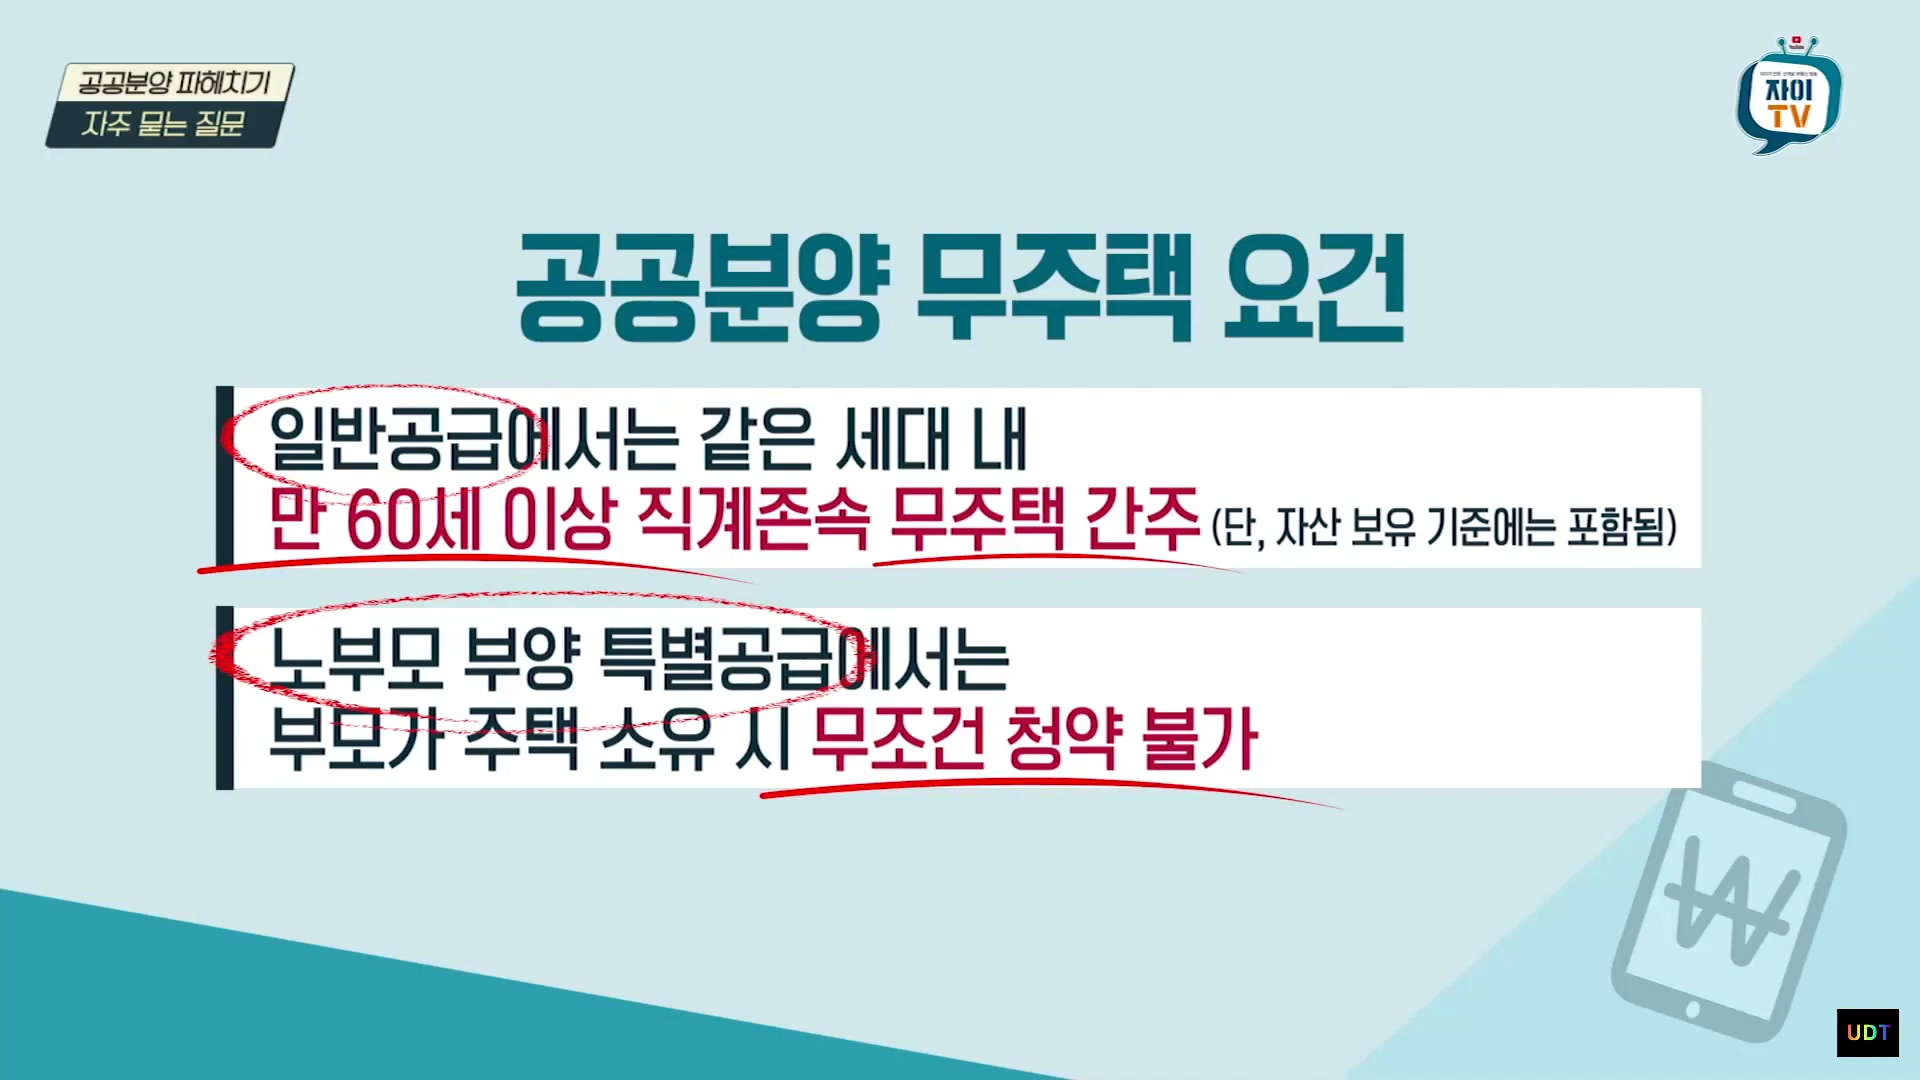 공공분양 파헤치기
자주 묻는 질문
YouTube
자이
TV
공공분양 무주택 요건
일반공급에서는 같은 세대 내
만 60세 이상 직계존속 무주택 간주 (단, 자산 보유 기준에는 포함됨)
노부모 부양 특별공급에서는
부모가 주택 소유 시 무조건 청약 불가
UDT